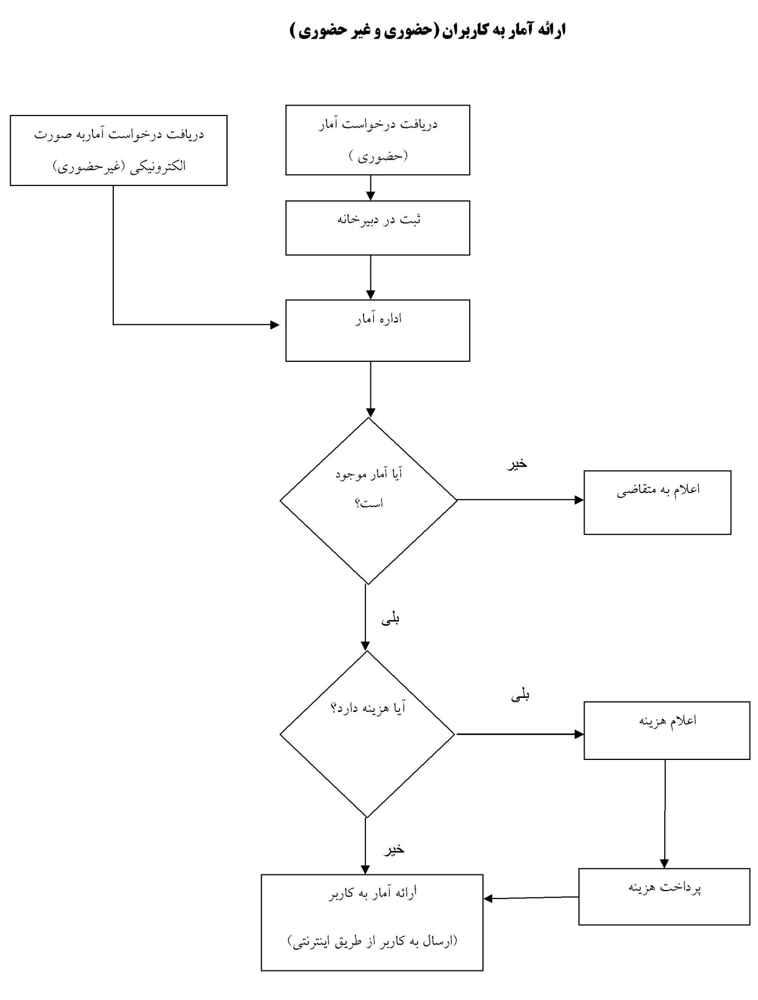 ارائه آمار به کاربران (حضوری و غیر حضوری )
دریافت درخواست آمار
(حضوری )
دریافت درخواست آماربه صورت
الکترونیکی (غیرحضوری)
ثبت در دبیرخانه
اداره آمار
آیا آمار موجود
است؟
خیر
اعلام به متقاضی
بلی
آیا هزینه دارد؟
بلی
اعلام هزینه
خیر
پرداخت هزینه
ارائه آمار به کاربر
(ارسال به کاربر از طریق اینترنتی)